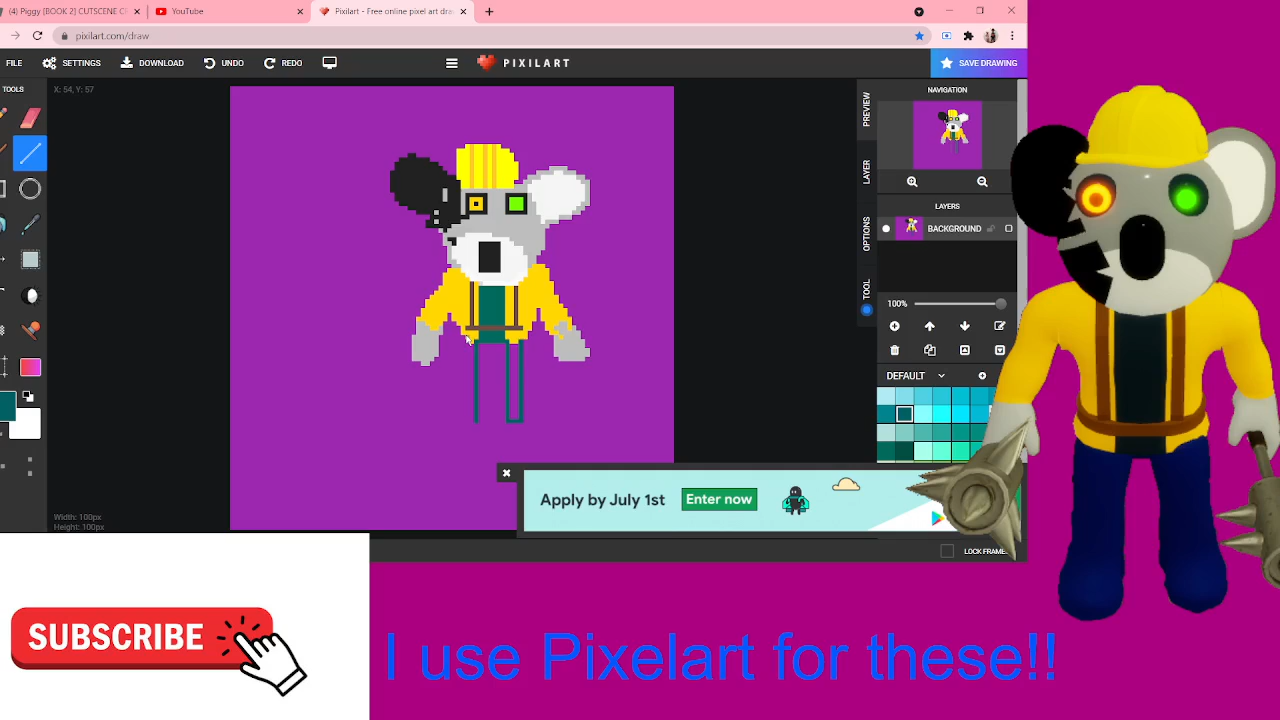 (4) Piggy [BOOK 2] CUTSCENE C
YouTube
Pixilart - Free online pixel art dra
pixilart.com/draw
FILE
SETTINGS
DOWNLOAD
UNDO
REDO
PIXILART
SAVE DRAWING
TOOLS
X: 54, Y: 57
PREVIEW
LAYER
OPTIONS
TOOL
NAVIGATION
LAYERS
BACKGROUND
100%
DEFAULT
Apply by July 1st
Enter now
Width: 100px
Height: 100px
LOCK FRAME
SUBSCRIBE
I use Pixelart for these!!